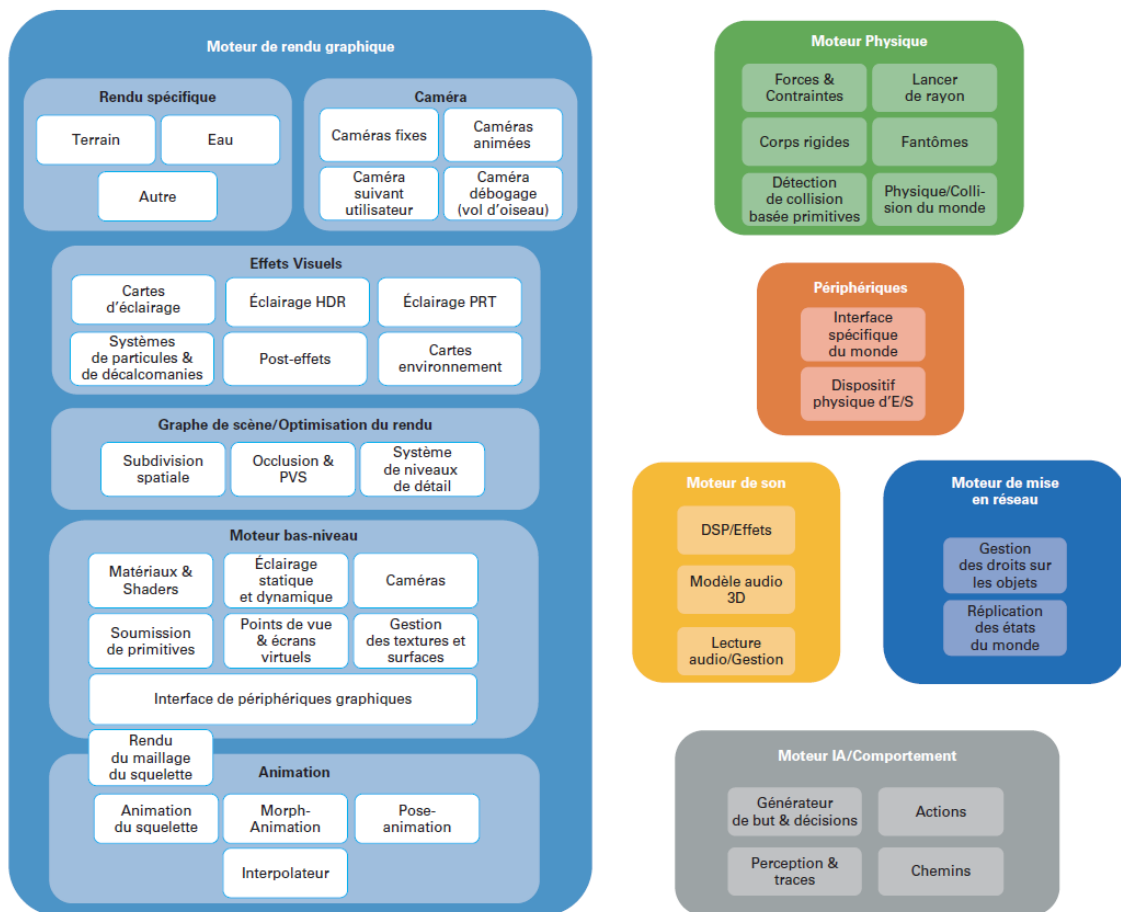 Moteur de rendu graphique
Rendu spécifique
Terrain
Eau
Autre
Caméra
Caméras fixes
Caméras
animées
Caméra
suivant
utilisateur
Caméra
débogage
(vol d'oiseau)
Effets Visuels
Cartes
d'éclairage
Éclairage HDR
Éclairage PRT
Systèmes
de particules &
de décalcomanies
Post-effets
Cartes
environnement
Graphe de scène/Optimisation du rendu
Subdivision
spatiale
Occlusion &
PVS
Système
de niveaux
de détail
Moteur bas-niveau
Matériaux &
Shaders
Éclairage
statique
et dynamique
Caméras
Soumission
de primitives
Points de vue
& écrans
virtuels
Gestion
des textures et
surfaces
Interface de périphériques graphiques
Rendu
du maillage
du squelette
Animation
Animation
du squelette
Morph-
Animation
Pose-
animation
Interpolateur
Moteur Physique
Forces &
Contraintes
Lancer
de rayon
Corps rigides
Fantômes
Détection
de collision
basée primitives
Physique/Colli-
sion du monde
Périphériques
Interface
spécifique
du monde
Dispositif
physique d'E/S
Moteur de son
DSP/Effets
Modèle audio
3D
Lecture
audio/Gestion
Moteur de mise
en réseau
Gestion
des droits sur
les objets
Réplication
des états
du monde
Moteur IA/Comportement
Générateur
de but & décisions
Actions
Perception &
traces
Chemins